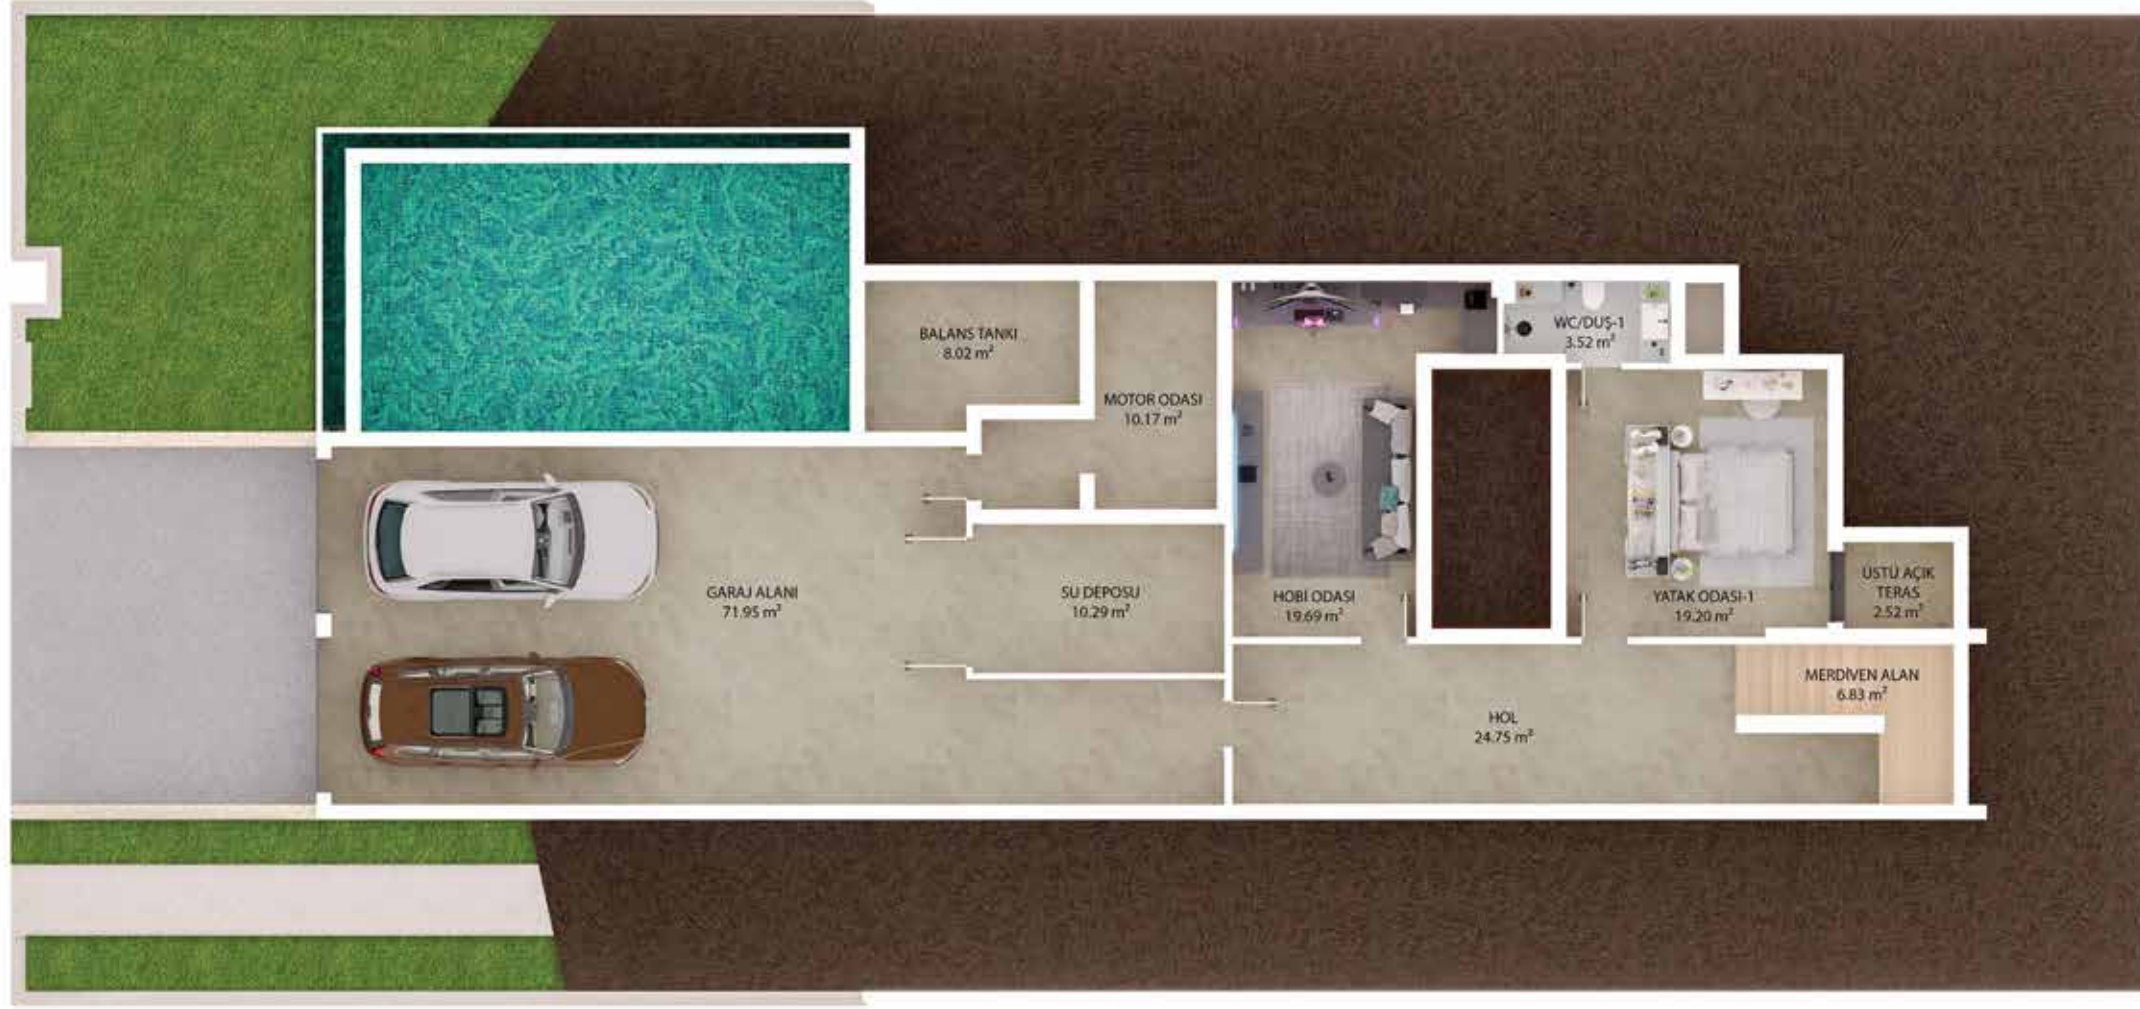 BALANS TANKI
8.02 m²
MOTOR ODASI
10.17 m²
WC/DUŞ-1
3.52 m²
GARAJ ALANI
71.95 m²
SU DEPOSU
10.29 m²
HOBİ ODASI
19.69 m²
YATAK ODASI-1
19.20 m²
ÜSTÜ AÇIK
TERAS
2.52 m²
MERDİVEN ALAN
6.83 m²
HOL
24.75 m²